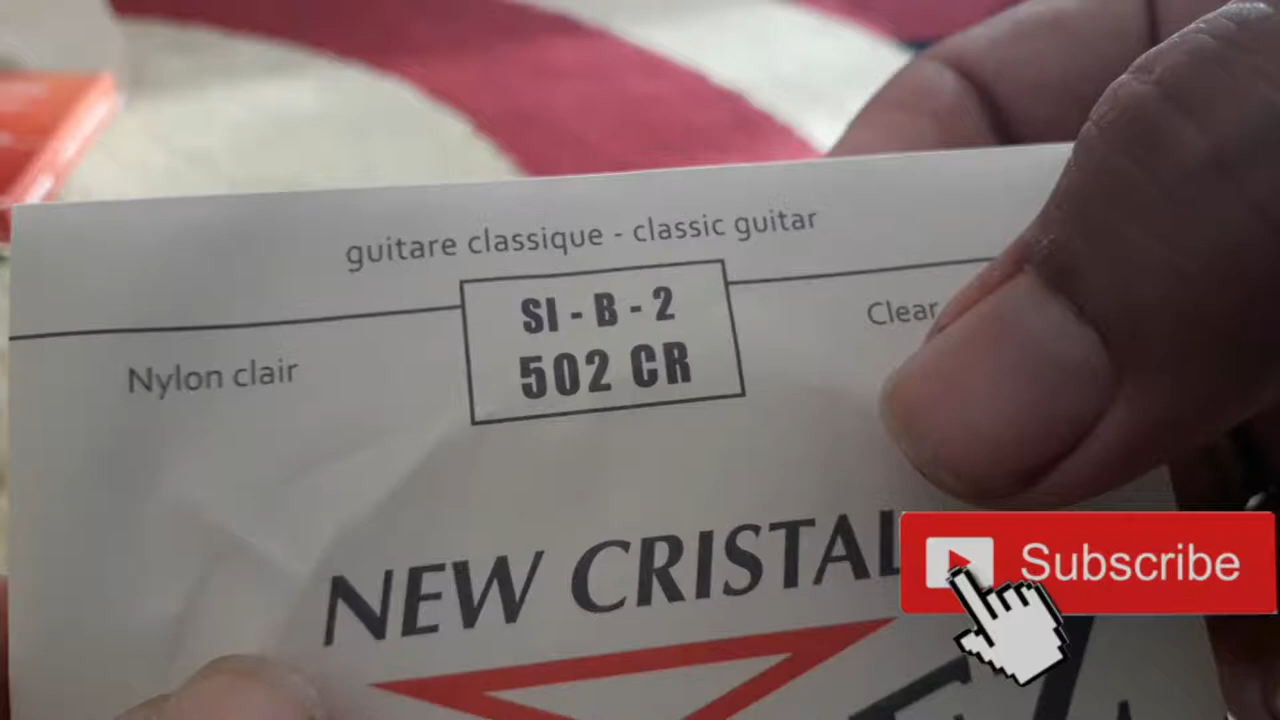 guitare classique - classic guitar
SI - B - 2
502 CR
Nylon clair
Clear
NEW CRISTAL
Subscribe